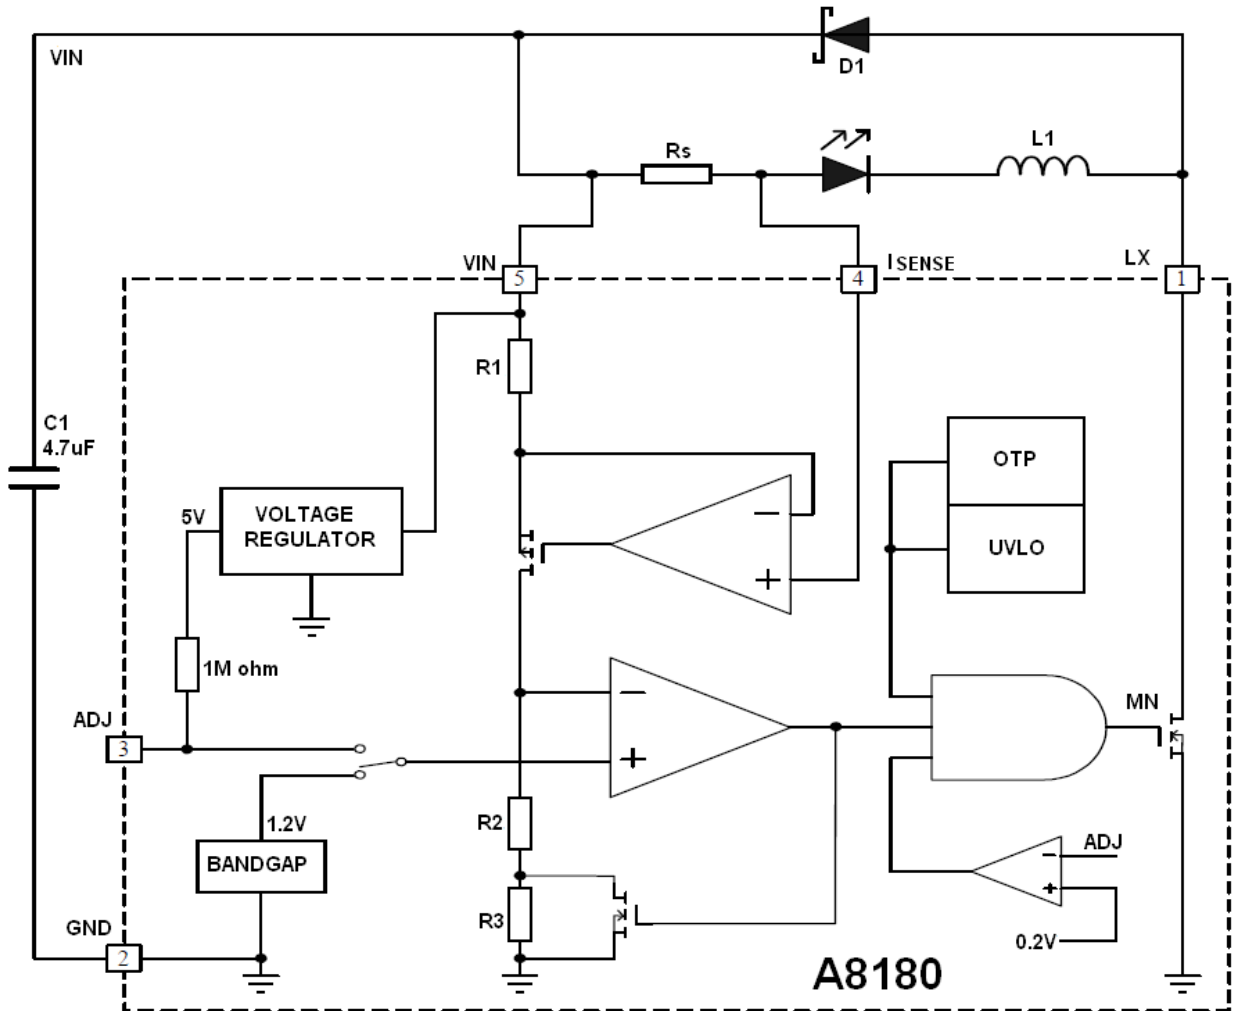 VIN
D1
Rs
L1
VIN
5
4
ISENSE
LX
1
R1
C1
4.7uF
OTP
5V
VOLTAGE
REGULATOR
UVLO
−
+
1M ohm
ADJ
3
−
+
MN
1.2V
R2
BANDGAP
ADJ
−
+
R3
GND
2
0.2V
A8180